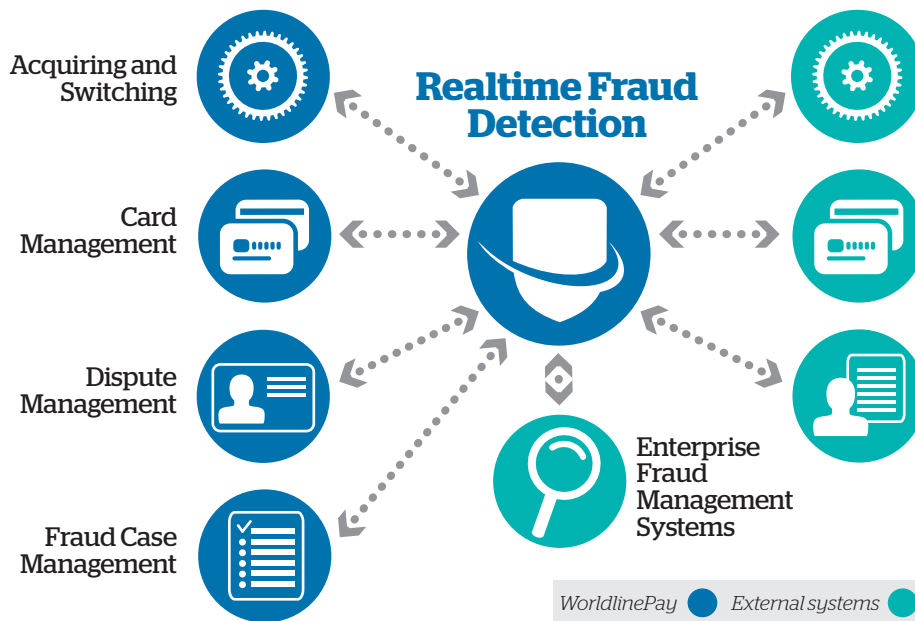 Acquiring and
Switching
Realtime Fraud
Detection
Card
Management
Dispute
Management
Enterprise
Fraud
Management
Systems
Fraud Case
Management
WorldlinePay External systems